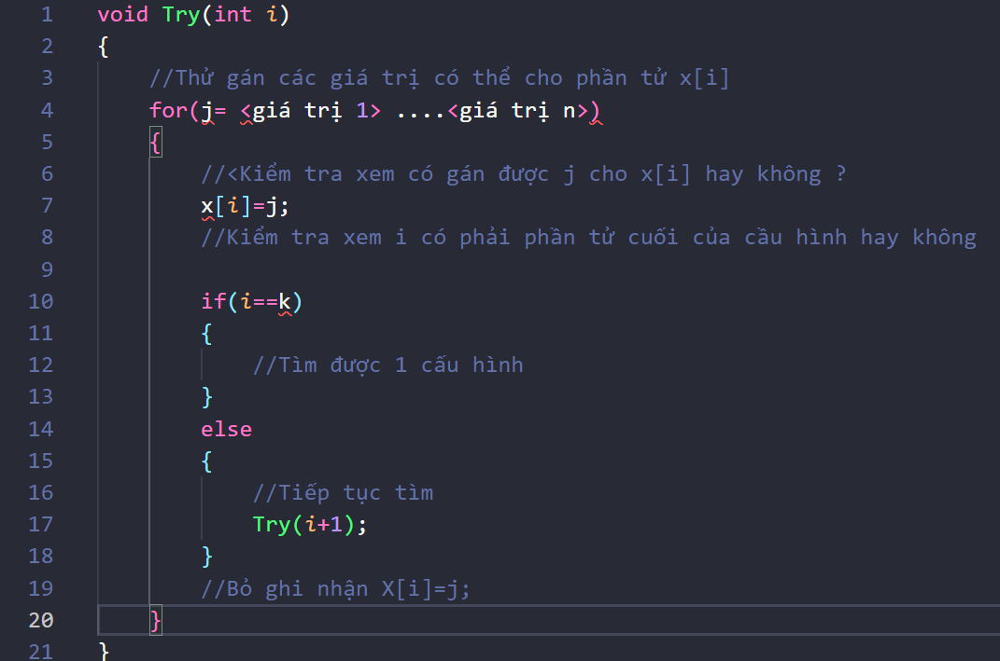 1 void Try(int i)
2 {
3 //Thử gán các giá trị có thể cho phần tử x[i]
4 for(j= <giá trị 1> ....<giá trị n>)
5 {
6 //<Kiểm tra xem có gán được j cho x[i] hay không ?
7 x[i]=j;
8 //Kiểm tra xem i có phải phần tử cuối của cầu hình hay không
9
10 if(i==k)
11 {
12 //Tìm được 1 cấu hình
13 }
14 else
15 {
16 //Tiếp tục tìm
17 Try(i+1);
18 }
19 //Bỏ ghi nhận X[i]=j;
20 }
21 }